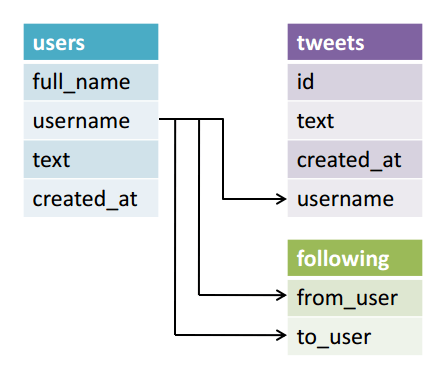 users
full_name
username
text
created_at
tweets
id
text
created_at
username
following
from_user
to_user